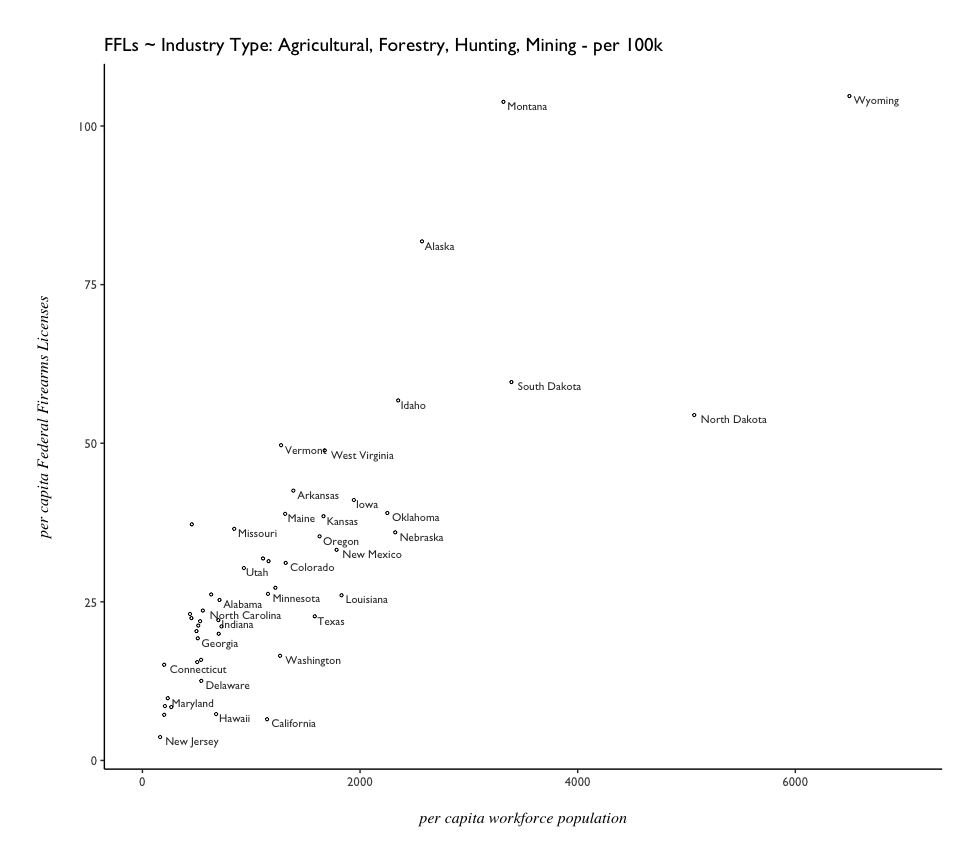 FFLs ~ Industry Type: Agricultural, Forestry, Hunting, Mining - per 100k
Wyoming
Montana
100
Alaska
75
South Dakota
Idaho
North Dakota
50
Vermont
West Virginia
Arkansas
Iowa
Maine
Kansas
Oklahoma
Missouri
Oregon
Nebraska
New Mexico
Colorado
Utah
25
Minnesota
Louisiana
Alabama
North Carolina
Texas
Indiana
Georgia
Washington
Connecticut
Delaware
Maryland
Hawaii
California
New Jersey
0
0
2000
4000
6000
per capita Federal Firearms Licenses
per capita workforce population